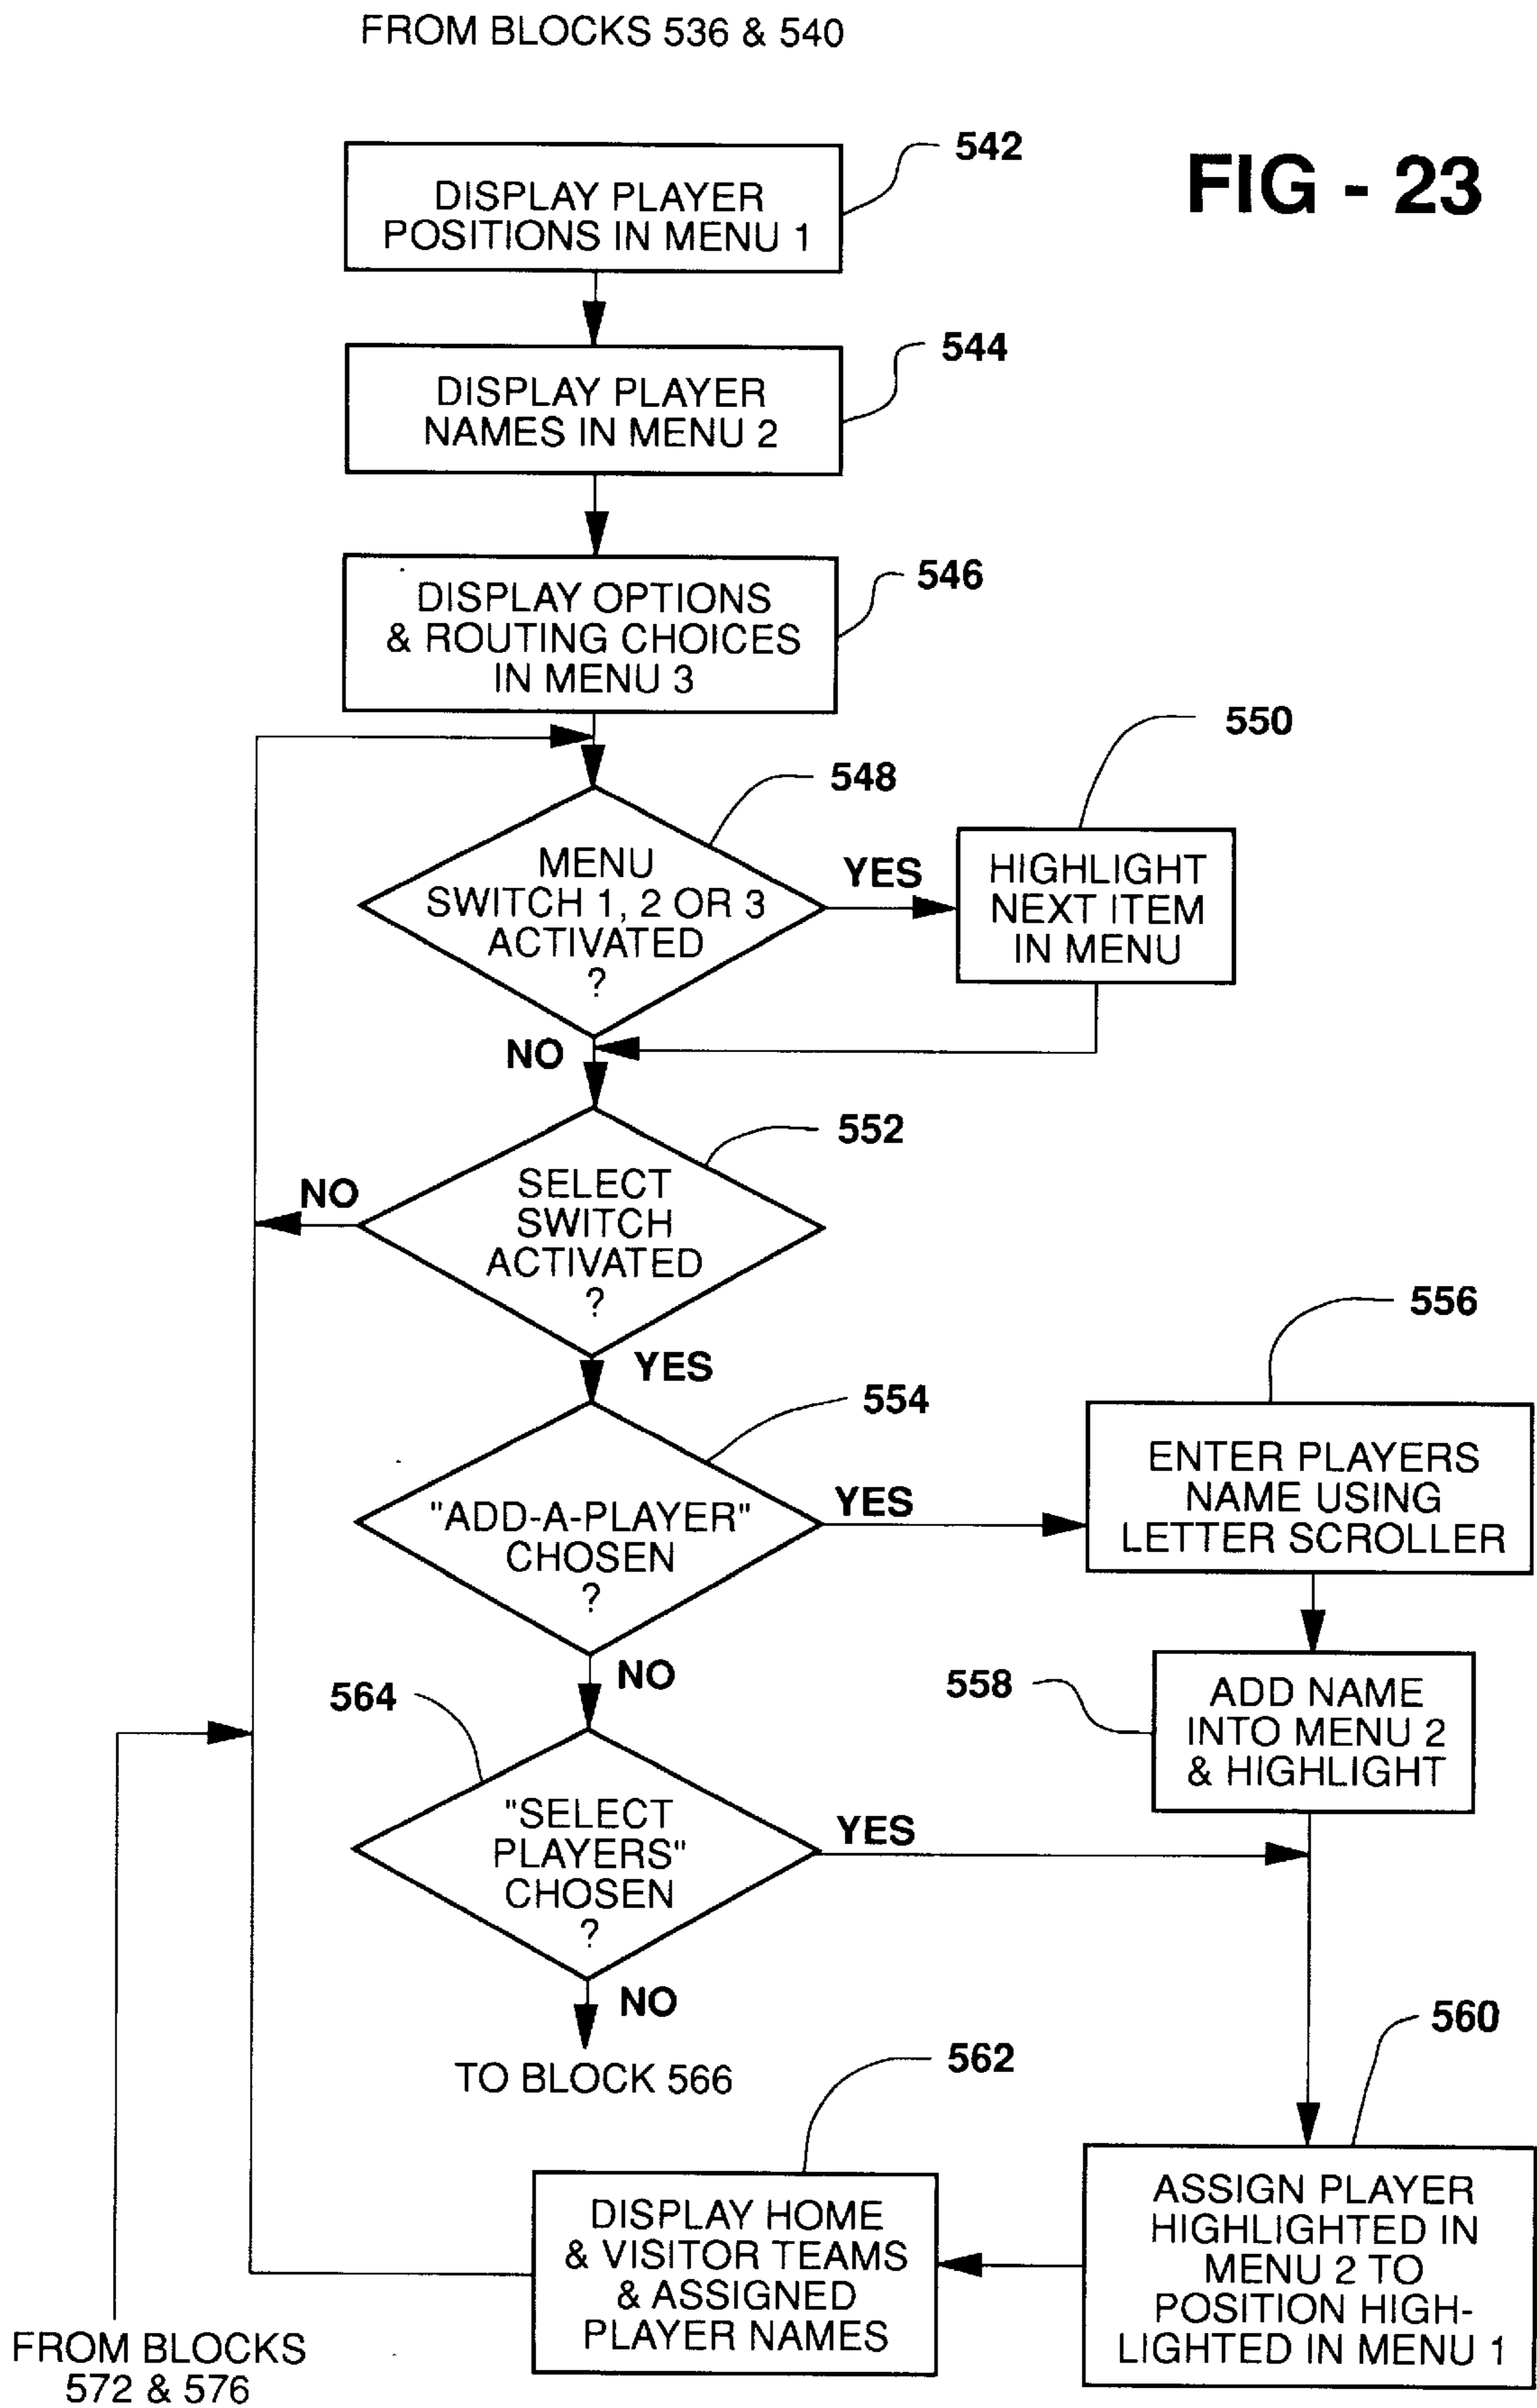 FROM BLOCKS 536 & 540
FIG - 23
542
DISPLAY PLAYER
POSITIONS IN MENU 1
544
DISPLAY PLAYER
NAMES IN MENU 2
546
DISPLAY OPTIONS
& ROUTING CHOICES
IN MENU 3
548
MENU
SWITCH 1, 2 OR 3
ACTIVATED
?
YES
550
HIGHLIGHT
NEXT ITEM
IN MENU
NO
552
SELECT
SWITCH
ACTIVATED
?
NO
YES
554
"ADD-A-PLAYER"
CHOSEN
?
YES
556
ENTER PLAYERS
NAME USING
LETTER SCROLLER
558
ADD NAME
INTO MENU 2
& HIGHLIGHT
NO
564
"SELECT
PLAYERS"
CHOSEN
?
YES
NO
TO BLOCK 566
560
ASSIGN PLAYER
HIGHLIGHTED IN
MENU 2 TO
POSITION HIGH-
LIGHTED IN MENU 1
562
DISPLAY HOME
& VISITOR TEAMS
& ASSIGNED
PLAYER NAMES
FROM BLOCKS
572 & 576